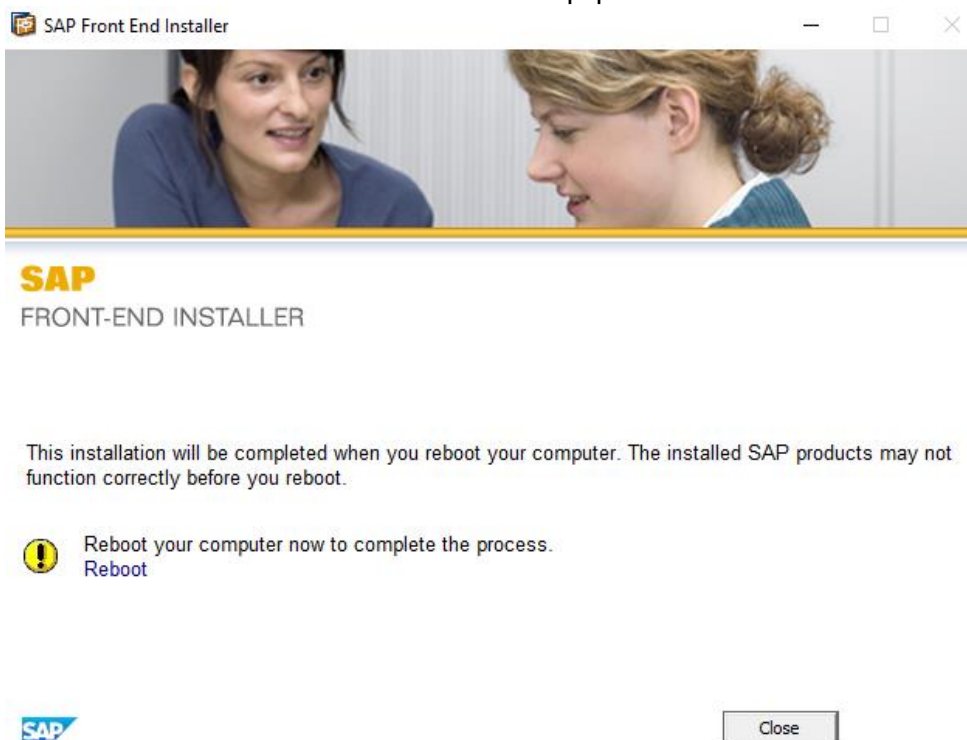 SAP Front End Installer
SAP
FRONT-END INSTALLER
This installation will be completed when you reboot your computer. The installed SAP products may not
function correctly before you reboot.
Reboot your computer now to complete the process.
Reboot
SAP
Close